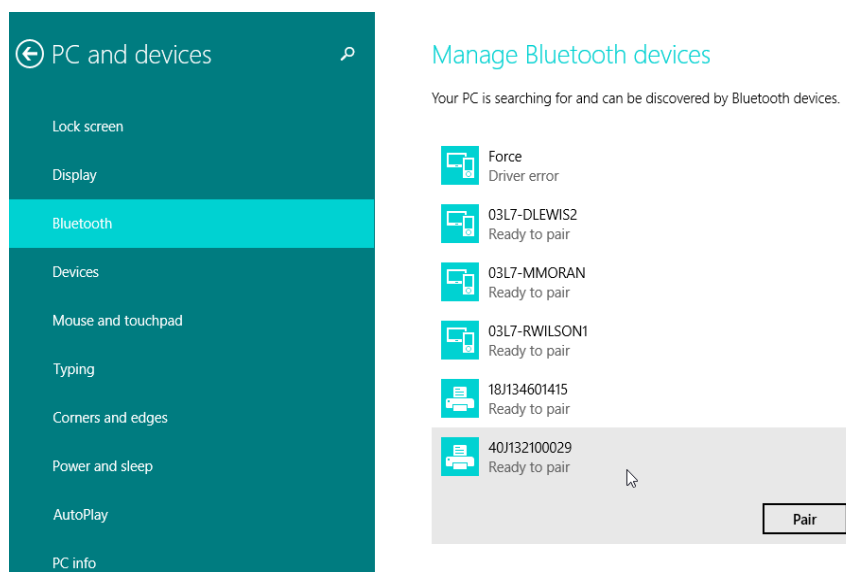 PC and devices
Lock screen
Display
Bluetooth
Devices
Mouse and touchpad
Typing
Corners and edges
Power and sleep
AutoPlay
PC info
Manage Bluetooth devices
Your PC is searching for and can be discovered by Bluetooth devices.
Force
Driver error
03L7-DLEWIS2
Ready to pair
03L7-MMORAN
Ready to pair
03L7-RWILSON1
Ready to pair
18J134601415
Ready to pair
40J132100029
Ready to pair
Pair